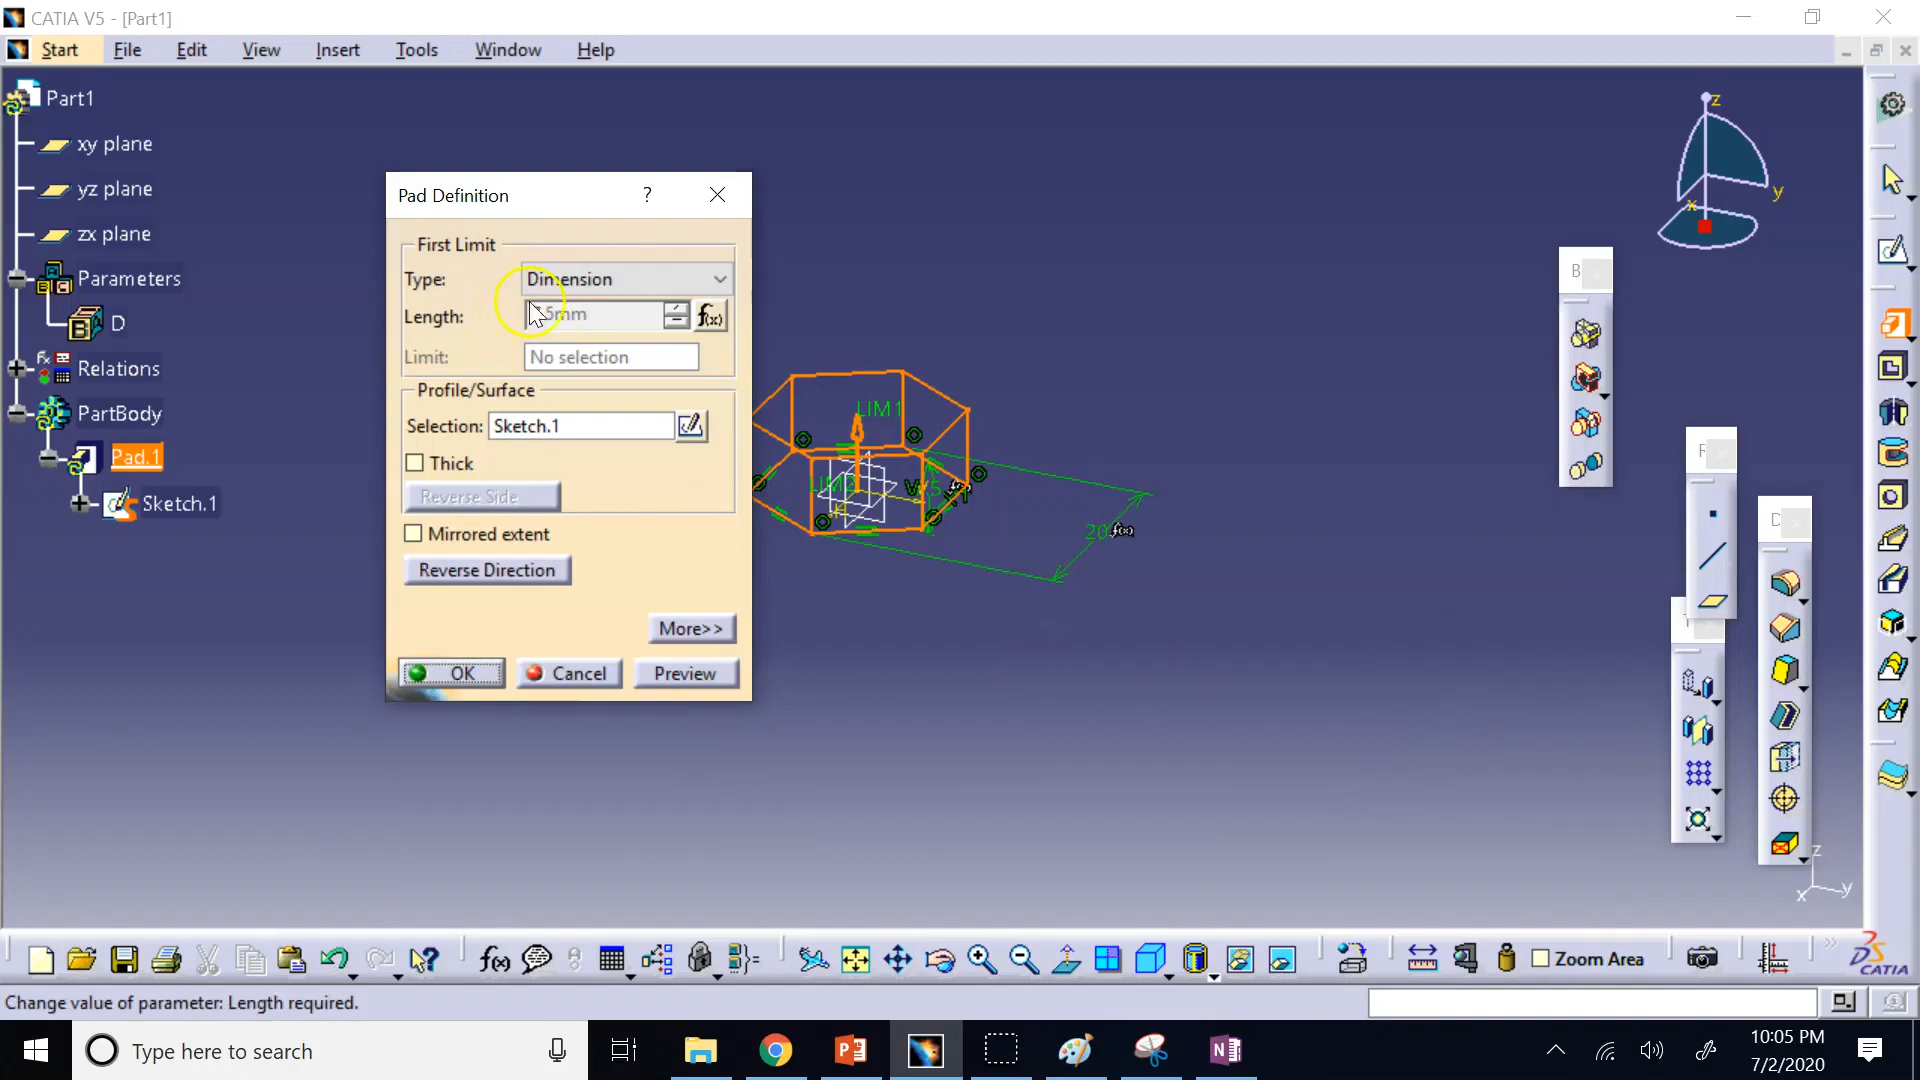 CATIA V5 - [Part1]
Start File Edit View Insert Tools Window Help
Part1
xy plane
yz plane
zx plane
Parameters
D
Relations
PartBody
Pad.1
Sketch.1
Pad Definition ?
First Limit
Type: Dimension
Length: 5mm f(x)
Limit: No selection
Profile/Surface
Selection: Sketch.1
Thick
Reverse Side
Mirrored extent
Reverse Direction
More>>
OK Cancel Preview
LIM1
LIM2
z
y
x
B
D
z
x y
f(x)
Zoom Area
CATIA
Change value of parameter: Length required.
Type here to search
10:05 PM
7/2/2020